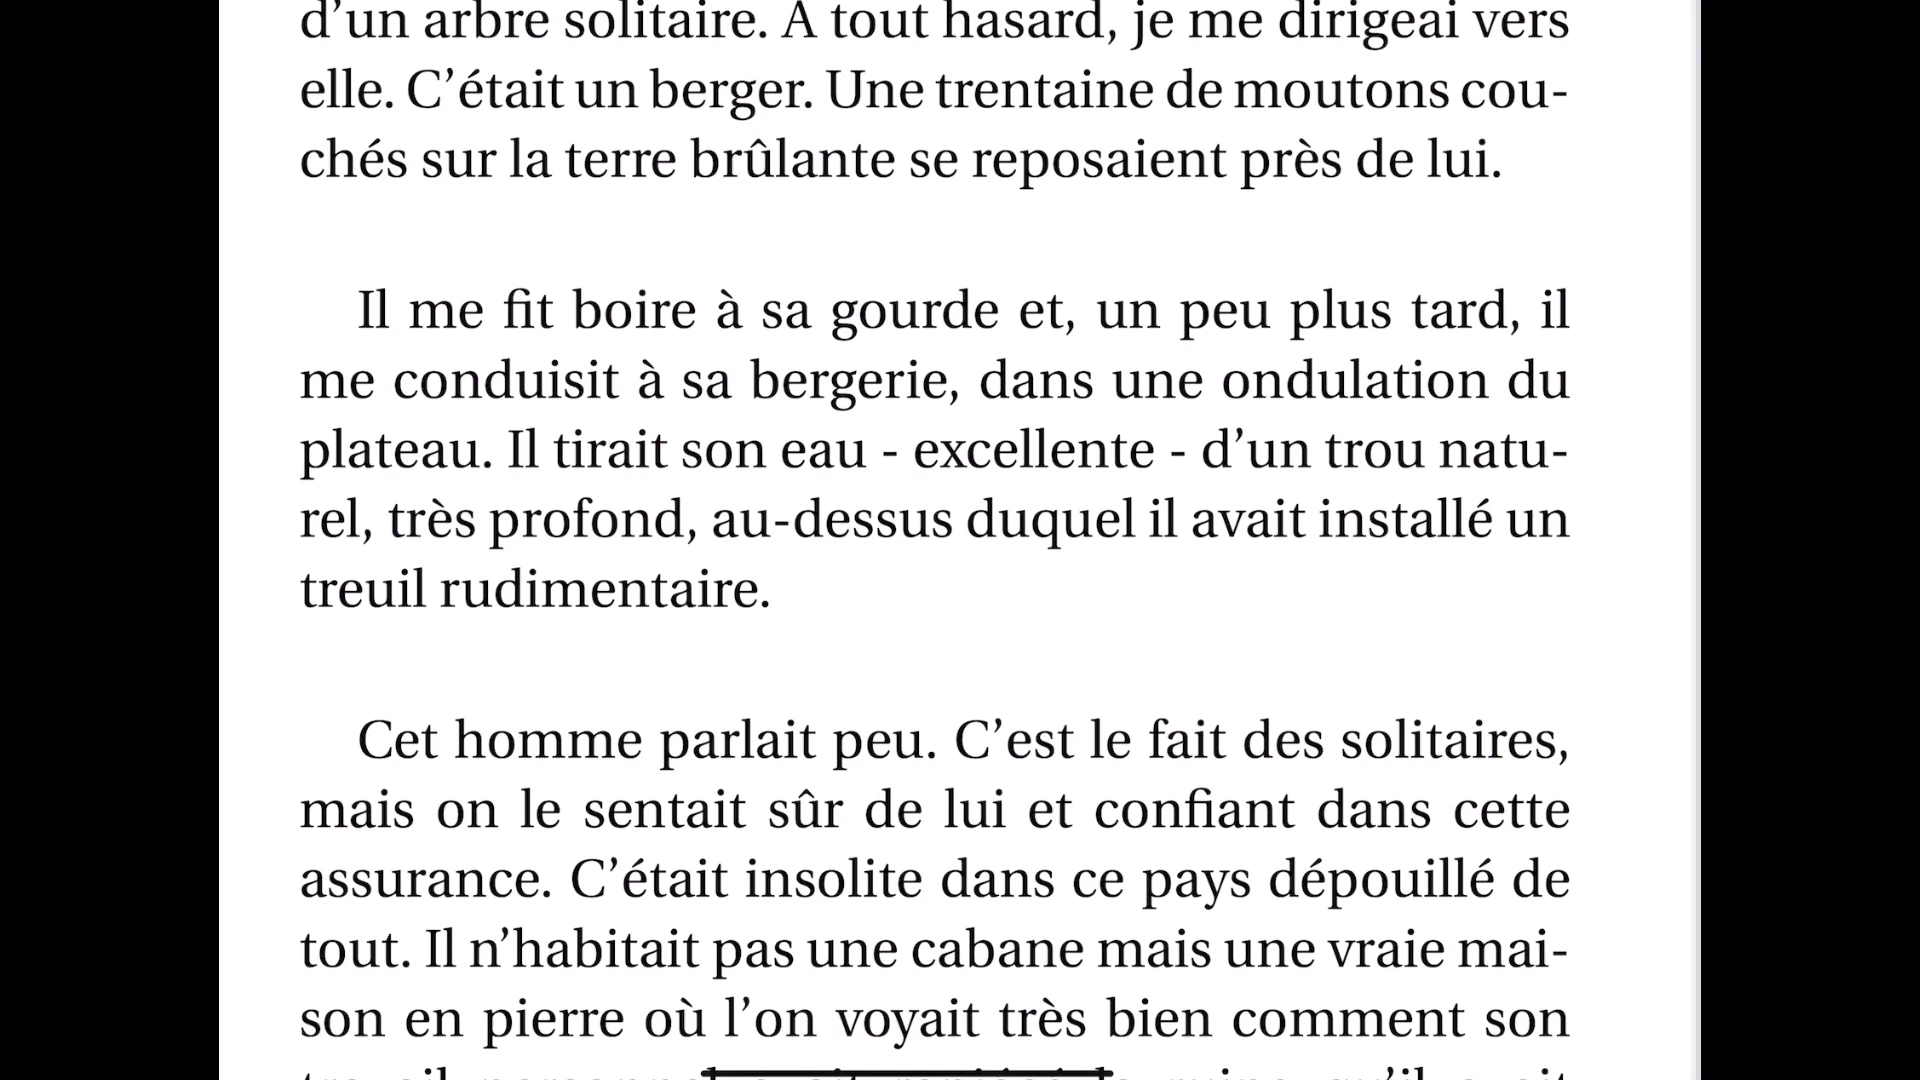 d’un arbre solitaire. A tout hasard, je me dirigeai vers
elle. C’était un berger. Une trentaine de moutons cou-
chés sur la terre brûlante se reposaient près de lui.
Il me fit boire à sa gourde et, un peu plus tard, il
me conduisit à sa bergerie, dans une ondulation du
plateau. Il tirait son eau - excellente - d’un trou natu-
rel, très profond, au-dessus duquel il avait installé un
treuil rudimentaire.
Cet homme parlait peu. C’est le fait des solitaires,
mais on le sentait sûr de lui et confiant dans cette
assurance. C’était insolite dans ce pays dépouillé de
tout. Il n’habitait pas une cabane mais une vraie mai-
son en pierre où l’on voyait très bien comment son